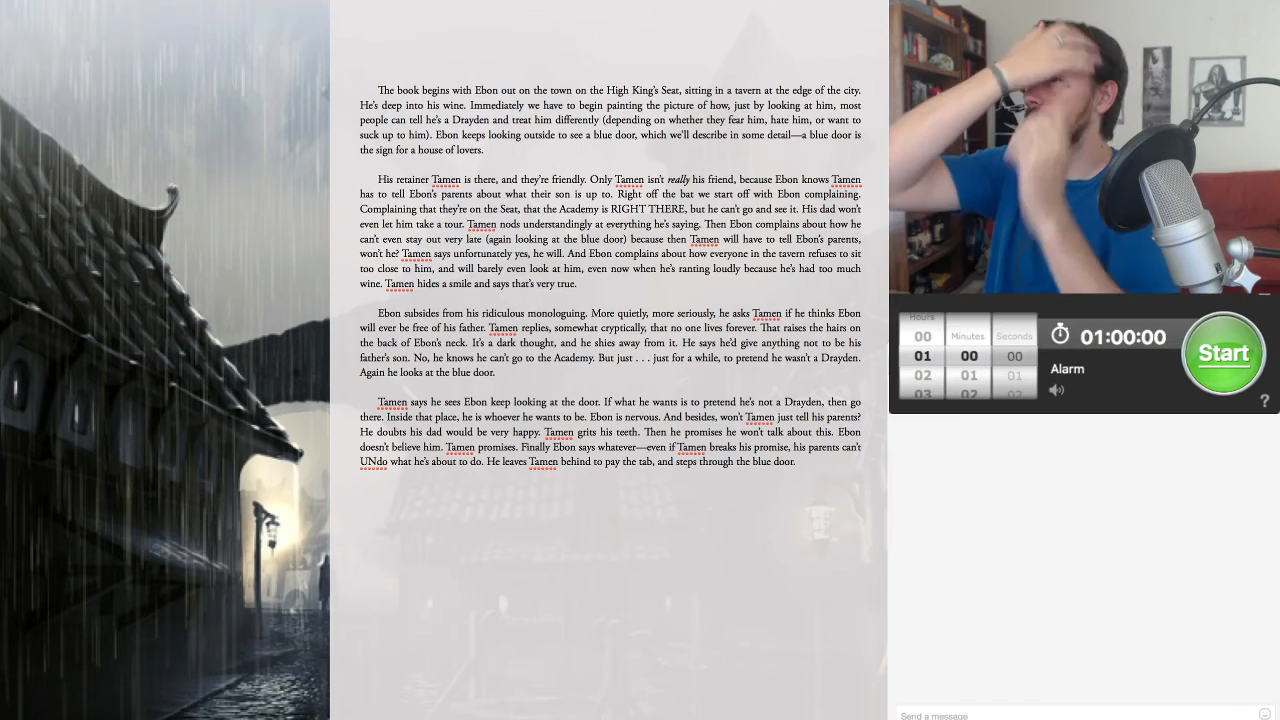 The book begins with Ebon out on the town on the High King's Seat, sitting in a tavern at the edge of the city.
He's deep into his wine. Immediately we have to begin painting the picture of how, just by looking at him, most
people can tell he's a Drayden and treat him differently (depending on whether they fear him, hate him, or want to
suck up to him). Ebon keeps looking outside to see a blue door, which we'll describe in some detail—a blue door is
the sign for a house of lovers.
His retainer Tamen is there, and they're friendly. Only Tamen isn't really his friend, because Ebon knows Tamen
has to tell Ebon's parents about what their son is up to. Right off the bat we start off with Ebon complaining.
Complaining that they're on the Seat, that the Academy is RIGHT THERE, but he can't go and see it. His dad won't
even let him take a tour. Tamen nods understandingly at everything he's saying. Then Ebon complains about how he
can't even stay out very late (again looking at the blue door) because then Tamen will have to tell Ebon's parents,
won't he? Tamen says unfortunately yes, he will. And Ebon complains about how everyone in the tavern refuses to sit
too close to him, and will barely even look at him, even now when he's ranting loudly because he's had too much
wine. Tamen hides a smile and says that's very true.
Ebon subsides from his ridiculous monologuing. More quietly, more seriously, he asks Tamen if he thinks Ebon
will ever be free of his father. Tamen replies, somewhat cryptically, that no one lives forever. That raises the hairs on
the back of Ebon's neck. It's a dark thought, and he shies away from it. He says he'd give anything not to be his
father's son. No, he knows he can't go to the Academy. But just . . . just for a while, to pretend he wasn't a Drayden.
Again he looks at the blue door.
Tamen says he sees Ebon keep looking at the door. If what he wants is to pretend he's not a Drayden, then go
there. Inside that place, he is whoever he wants to be. Ebon is nervous. And besides, won't Tamen just tell his parents?
He doubts his dad would be very happy. Tamen grits his teeth. Then he promises he won't talk about this. Ebon
doesn't believe him. Tamen promises. Finally Ebon says whatever—even if Tamen breaks his promise, his parents can't
UNdo what he's about to do. He leaves Tamen behind to pay the tab, and steps through the blue door.
Hours
Minutes
Seconds
00
01 00 00
02 01 01
03 02 02
01:00:00
Alarm
Start
?
Send a message